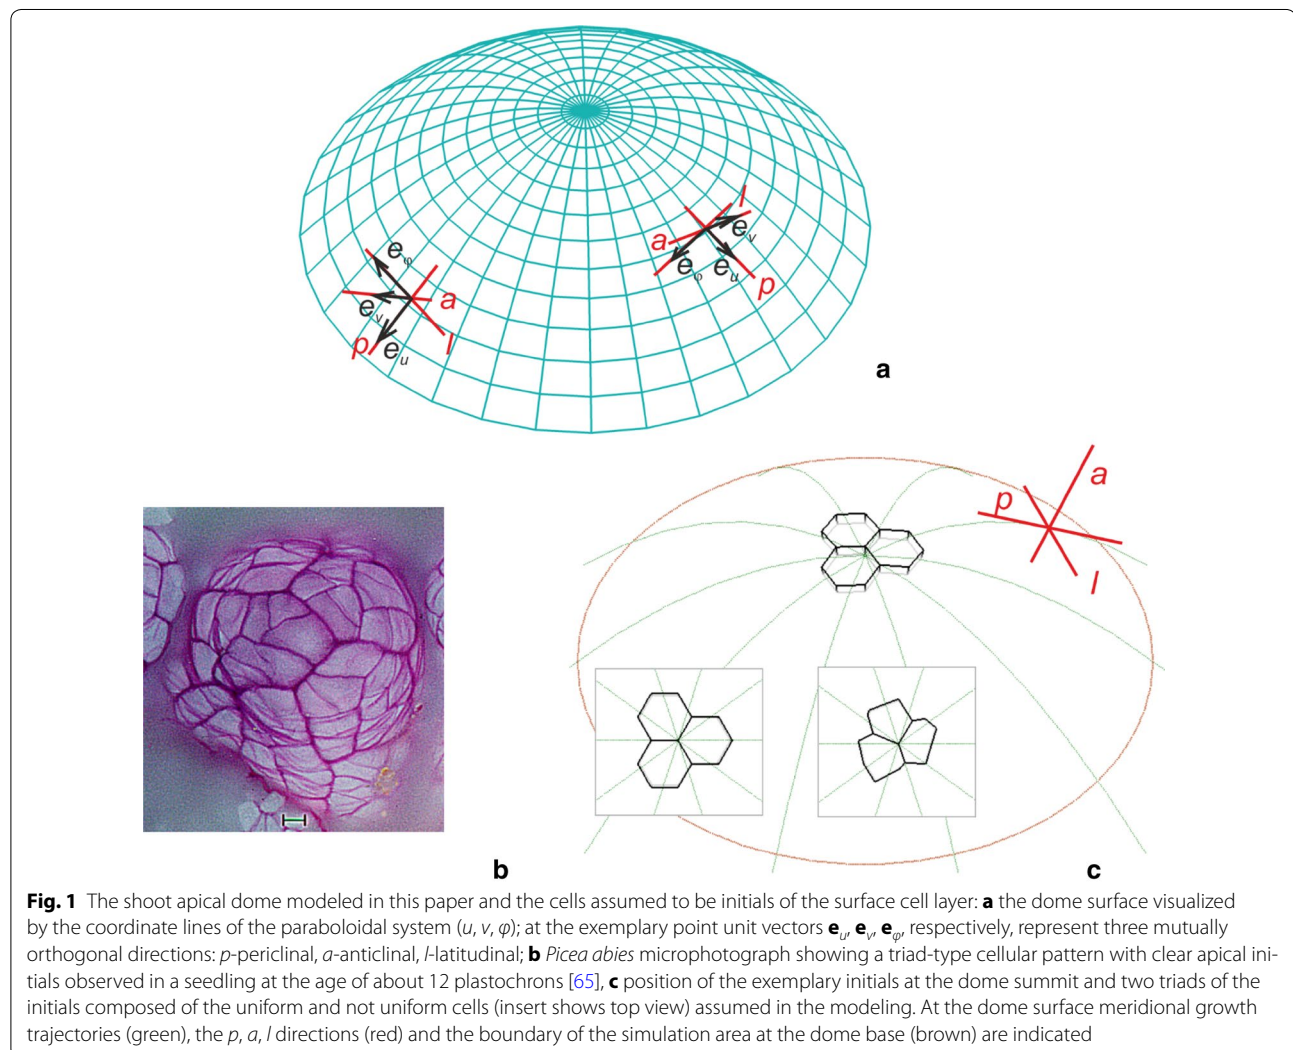 l
a
e_v
e_φ
e_u
p
e_φ
a
e_v
l
p
e_u
a
a
p
l
b
c
Fig. 1 The shoot apical dome modeled in this paper and the cells assumed to be initials of the surface cell layer: a the dome surface visualized
by the coordinate lines of the paraboloidal system (u, v, φ); at the exemplary point unit vectors e_u, e_v, e_φ, respectively, represent three mutually
orthogonal directions: p-periclinal, a-anticlinal, l-latitudinal; b Picea abies microphotograph showing a triad-type cellular pattern with clear apical ini-
tials observed in a seedling at the age of about 12 plastochrons [65], c position of the exemplary initials at the dome summit and two triads of the
initials composed of the uniform and not uniform cells (insert shows top view) assumed in the modeling. At the dome surface meridional growth
trajectories (green), the p, a, l directions (red) and the boundary of the simulation area at the dome base (brown) are indicated